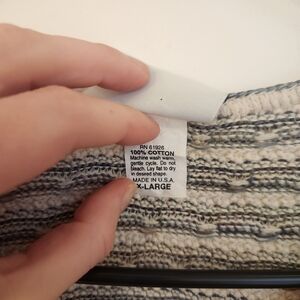 RN 61926
100% COTTON
Machine wash warm,
gentle cycle. Do not
bleach. Lay flat to dry
in desired shape.
MADE IN U.S.A.
X-LARGE